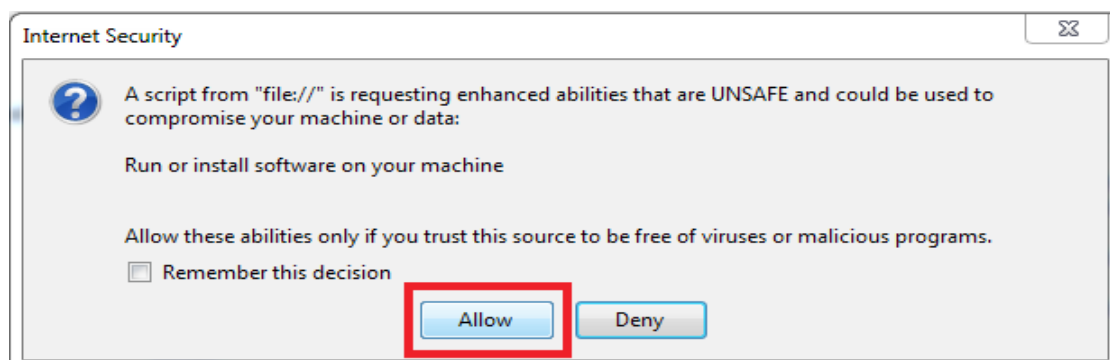 Internet Security
A script from "file://" is requesting enhanced abilities that are UNSAFE and could be used to
compromise your machine or data:
Run or install software on your machine
Allow these abilities only if you trust this source to be free of viruses or malicious programs.
Remember this decision
Allow Deny